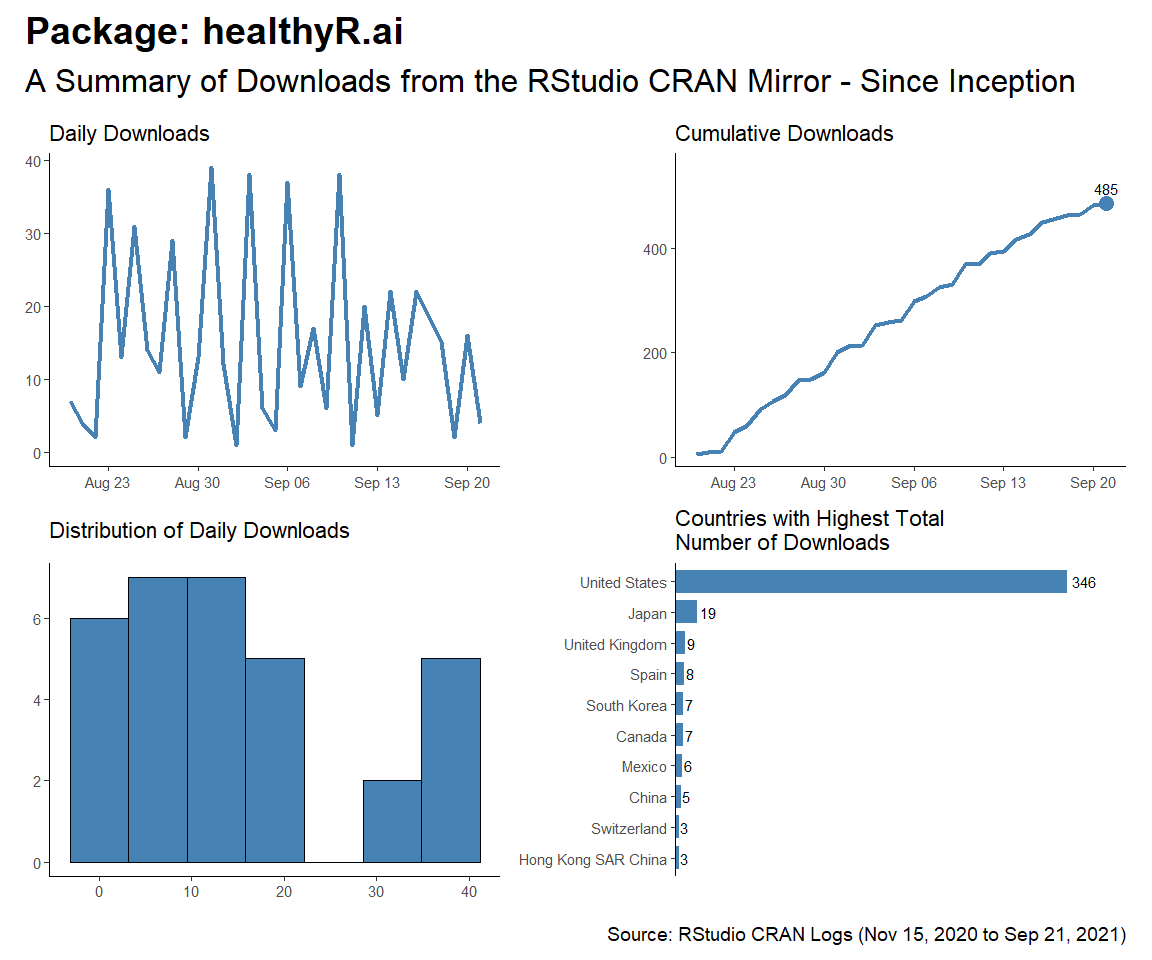 Package: healthyR.ai
A Summary of Downloads from the RStudio CRAN Mirror - Since Inception
Daily Downloads
40
30
20
10
0
Aug 23 Aug 30 Sep 06 Sep 13 Sep 20
Cumulative Downloads
485
400
200
0
Aug 23 Aug 30 Sep 06 Sep 13 Sep 20
Distribution of Daily Downloads
6
4
2
0
0 10 20 30 40
Countries with Highest Total
Number of Downloads
United States 346
Japan 19
United Kingdom 9
Spain 8
South Korea 7
Canada 7
Mexico 6
China 5
Switzerland 3
Hong Kong SAR China 3
Source: RStudio CRAN Logs (Nov 15, 2020 to Sep 21, 2021)